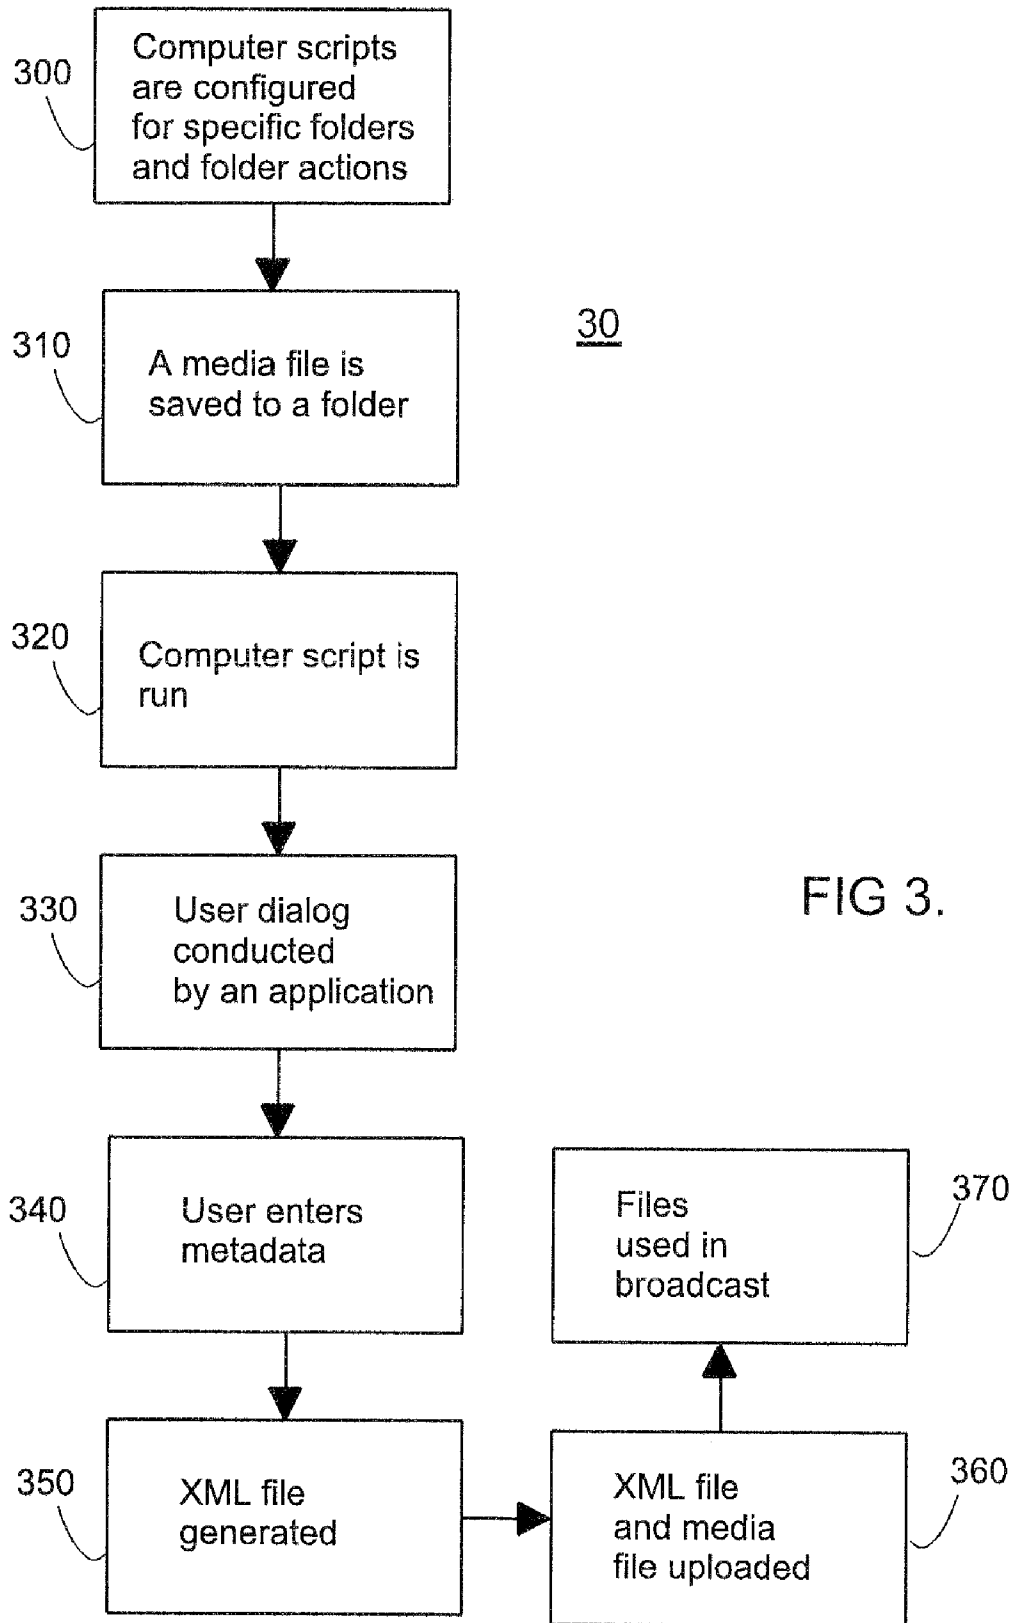 300
Computer scripts
are configured
for specific folders
and folder actions
30
310
A media file is
saved to a folder
320
Computer script is
run
330
User dialog
conducted
by an application
FIG 3.
340
User enters
metadata
Files
used in
broadcast
370
350
XML file
generated
XML file
and media
file uploaded
360